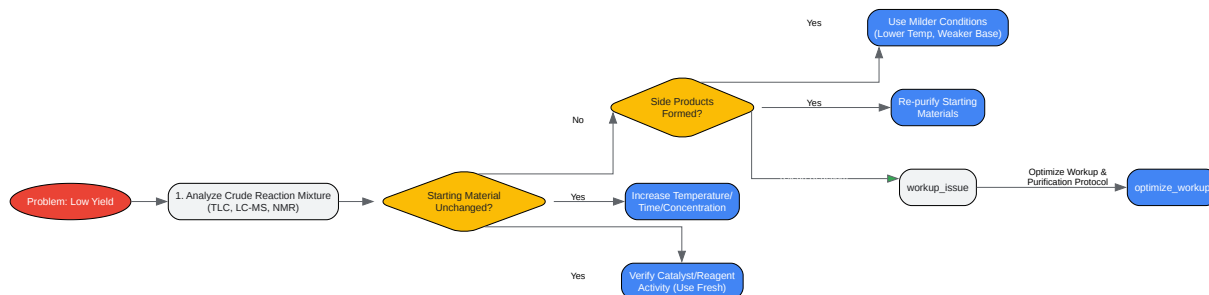 Yes
Use Milder Conditions
(Lower Temp, Weaker Base)
Side Products
Formed?
Yes
Re-purify Starting
Materials
No
Problem: Low Yield
1. Analyze Crude Reaction Mixture
(TLC, LC-MS, NMR)
Starting Material
Unchanged?
Yes
Increase Temperature/
Time/Concentration
workup_issue
Optimize Workup &
Purification Protocol
optimize_workup
Yes
Verify Catalyst/Reagent
Activity (Use Fresh)